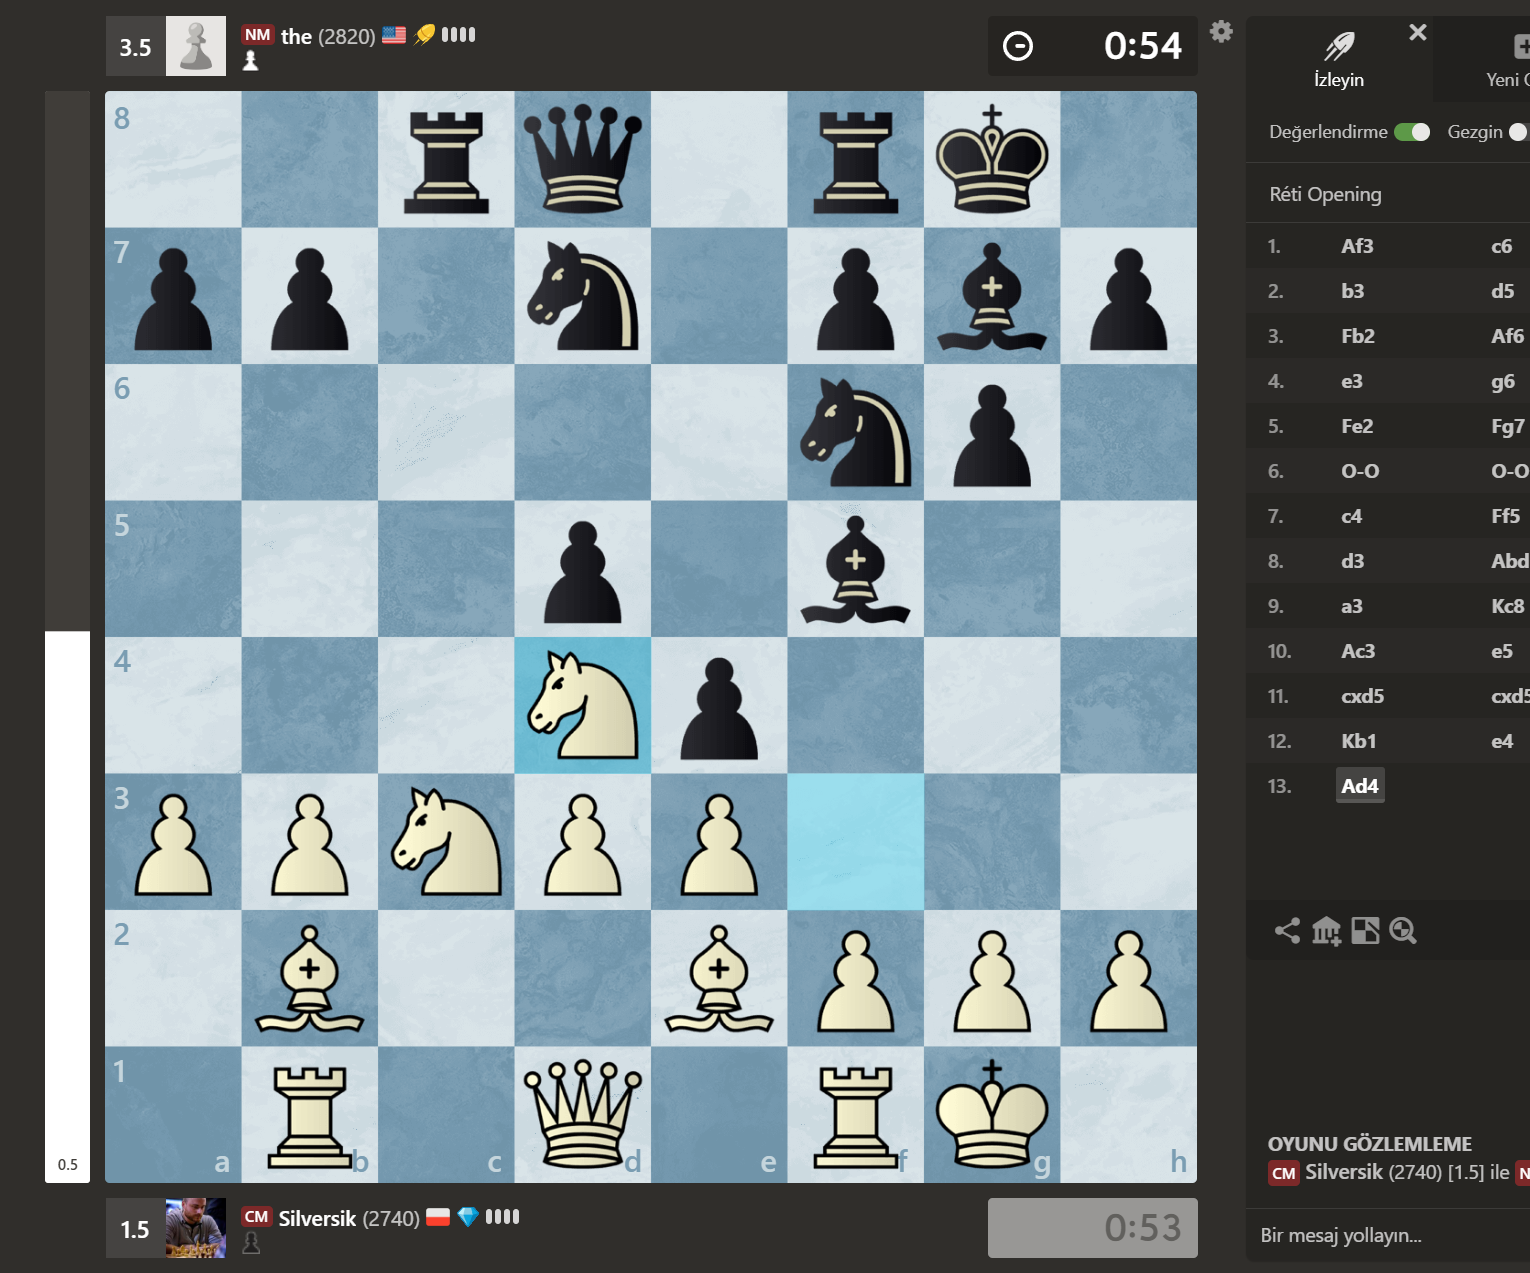 3.5
NM the (2820)
0:54
8
7
6
5
4
3
2
1
a b c d e f g h
0.5
1.5
CM Silversik (2740)
0:53
İzleyin
Yeni
Değerlendirme Gezgin
Réti Opening
1. Af3 c6
2. b3 d5
3. Fb2 Af6
4. e3 g6
5. Fe2 Fg7
6. O-O O-O
7. c4 Ff5
8. d3 Abd
9. a3 Kc8
10. Ac3 e5
11. cxd5 cxd5
12. Kb1 e4
13. Ad4
OYUNU GÖZLEMLEME
CM Silversik (2740) [1.5] ile N
Bir mesaj yollayın...